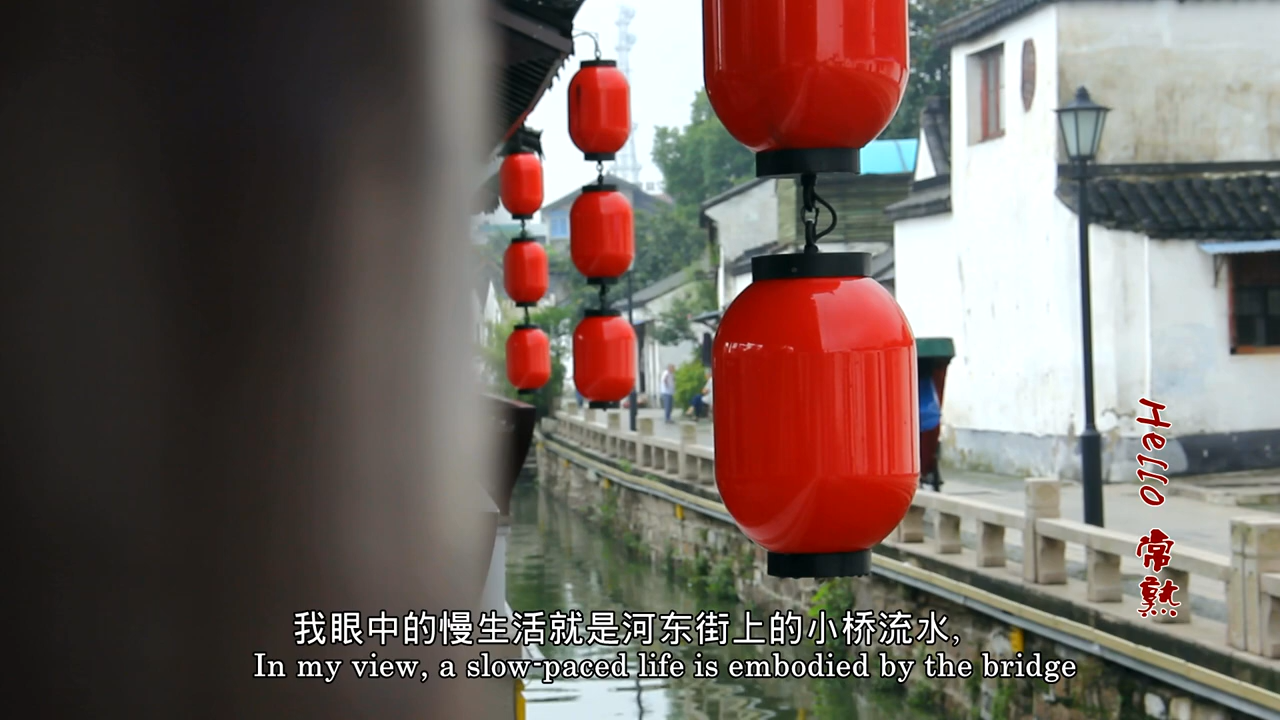 Hello 常熟
我眼中的慢生活就是河东街上的小桥流水,
In my view, a slow-paced life is embodied by the bridge